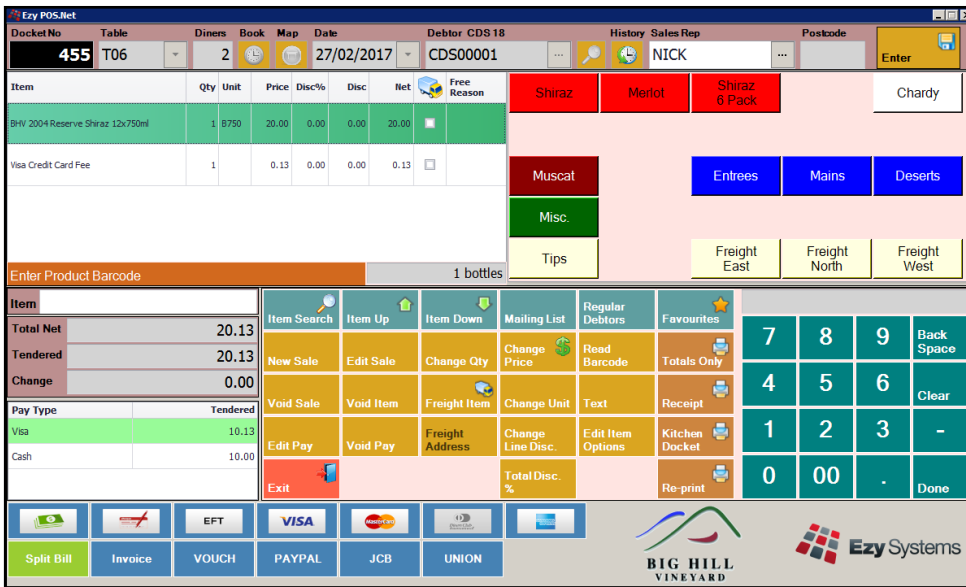 Ezy POS.Net
Docket No Table Diners Book Map Date Debtor CDS 18 History Sales Rep Postcode
455 T06 2 27/02/2017 CDS00001 ... NICK ... Enter
Item Qty Unit Price Disc% Disc Net Free Reason
BHV 2004 Reserve Shiraz 12x750ml 1 B750 20.00 0.00 0.00 20.00
Visa Credit Card Fee 1 0.13 0.00 0.00 0.13
Enter Product Barcode 1 bottles
Shiraz Merlot Shiraz 6 Pack Chardy
Muscat Entrees Mains Deserts
Misc.
Tips Freight East Freight North Freight West
Item
Total Net 20.13
Tendered 20.13
Change 0.00
Pay Type Tendered
Visa 10.13
Cash 10.00
Item Search Item Up Item Down Mailing List Regular Debtors Favourites
New Sale Edit Sale Change Qty Change Price Read Barcode Totals Only
Void Sale Void Item Freight Item Change Unit Text Receipt
Edit Pay Void Pay Freight Address Change Line Disc. Edit Item Options Kitchen Docket
Exit Total Disc. % Re-print
7 8 9 Back Space
4 5 6 Clear
1 2 3 -
0 00 . Done
EFT VISA MasterCard
Split Bill Invoice VOUCH PAYPAL JCB UNION
BIG HILL
VINEYARD
Ezy Systems